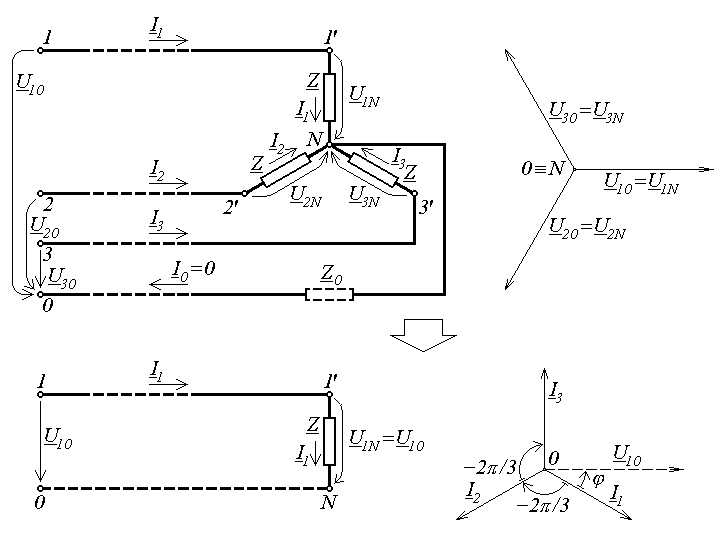 1 I1 1'
U10
Z U1N
I1
U30=U3N
I2 N I3
Z Z
0≡N
U10=U1N
I2
2 2' U2N U3N 3'
U20
I3
U20=U2N
3
U30 I0=0 Z0
0
1 I1 1'
I3
U10 Z U1N=U10
I1
0 U10
−2π/3 φ
I2 I1
0 N −2π/3